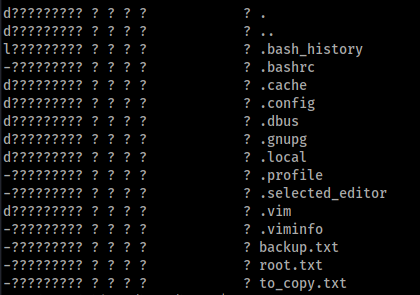 d????????? ? ? ? ?            ? .
d????????? ? ? ? ?            ? ..
l????????? ? ? ? ?            ? .bash_history
-????????? ? ? ? ?            ? .bashrc
d????????? ? ? ? ?            ? .cache
d????????? ? ? ? ?            ? .config
d????????? ? ? ? ?            ? .dbus
d????????? ? ? ? ?            ? .gnupg
d????????? ? ? ? ?            ? .local
-????????? ? ? ? ?            ? .profile
-????????? ? ? ? ?            ? .selected_editor
d????????? ? ? ? ?            ? .vim
-????????? ? ? ? ?            ? .viminfo
-????????? ? ? ? ?            ? backup.txt
-????????? ? ? ? ?            ? root.txt
-????????? ? ? ? ?            ? to_copy.txt